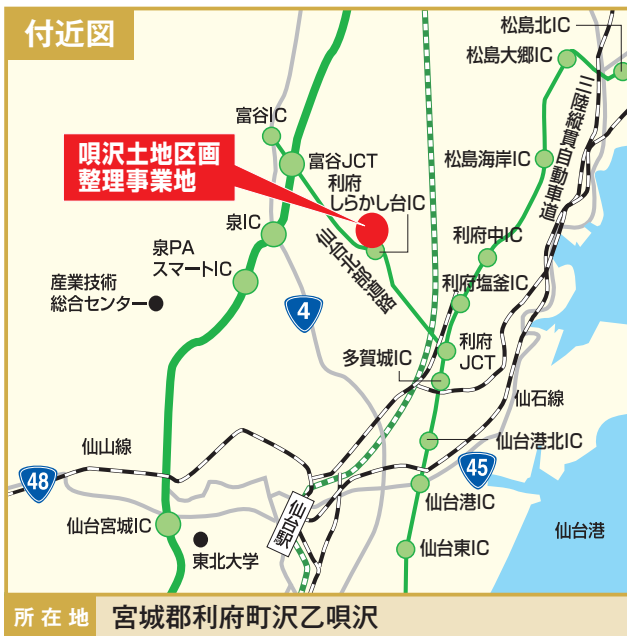 付近図
松島北IC
松島大郷IC
富谷IC
三陸縦貫自動車道
唄沢土地区画
整理事業地
富谷JCT
松島海岸IC
利府
しらかし台IC
泉IC
利府中IC
泉PA
スマートIC
仙台北部道路
産業技術
総合センター
4
利府塩釜IC
利府
JCT
多賀城IC
仙石線
仙山線
仙台港北IC
48
45
仙台港IC
仙台駅
仙台宮城IC
仙台港
東北大学
仙台東IC
所在地
宮城郡利府町沢乙唄沢